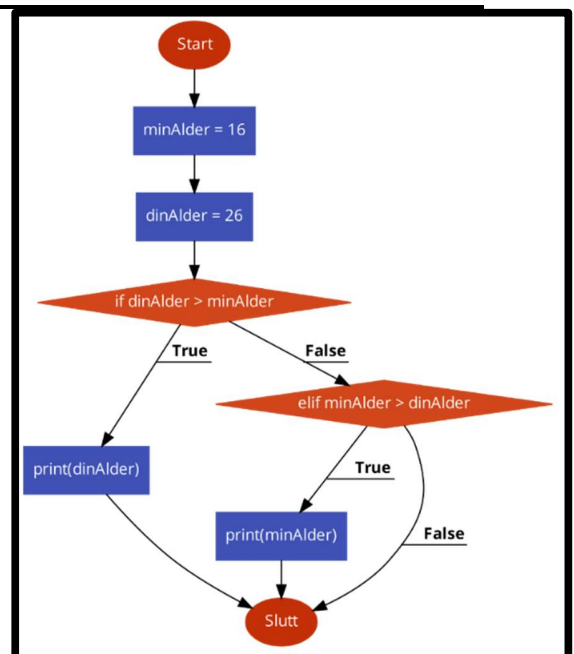 Start
minAlder = 16
dinAlder = 26
if dinAlder > minAlder
True
False
elif minAlder > dinAlder
print(dinAlder)
True
print(minAlder)
False
Slutt